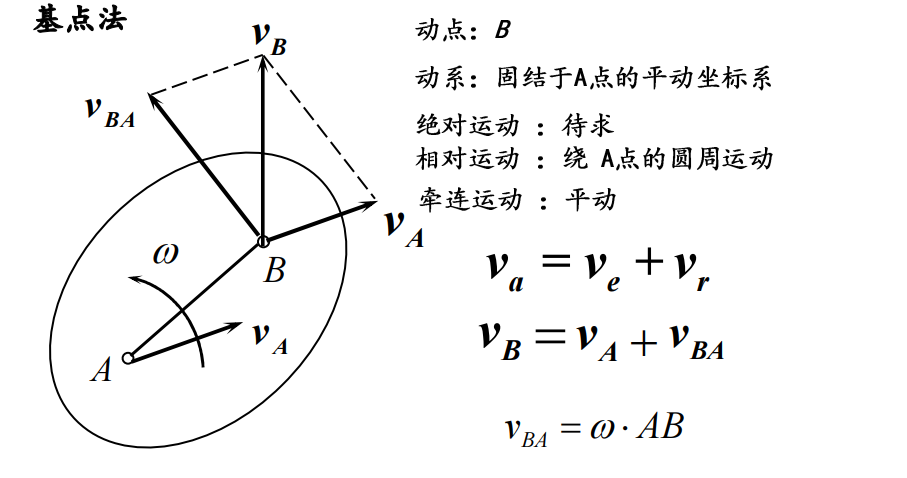 基点法
动点：B
动系：固结于A点的平动坐标系
绝对运动 ：待求
相对运动 ：绕 A点的圆周运动
牵连运动 ：平动
v_B
v_BA
v_A
ω
B
v_A
A
v_a = v_e + v_r
v_B = v_A + v_BA
v_BA = ω · AB